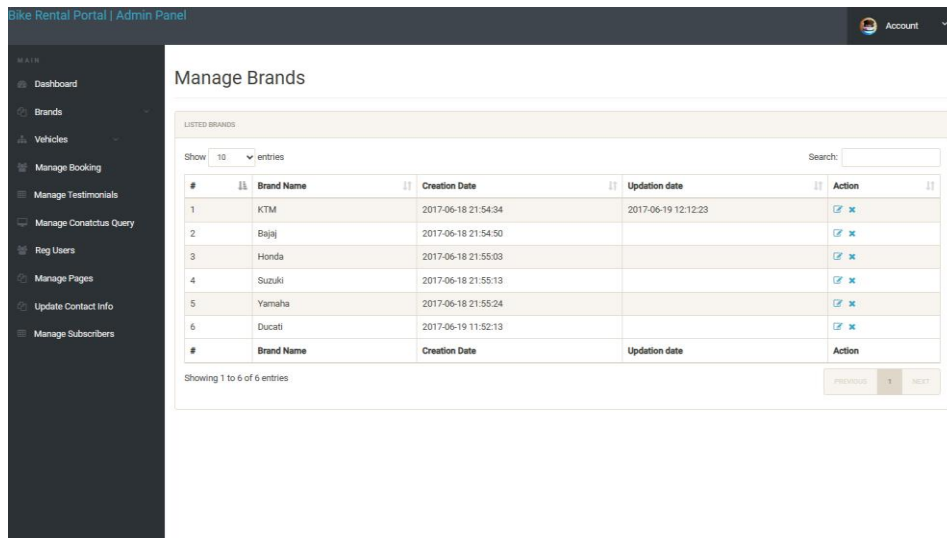 Bike Rental Portal | Admin Panel
Account
MAIN
Dashboard
Brands
Vehicles
Manage Booking
Manage Testimonials
Manage Conatctus Query
Reg Users
Manage Pages
Update Contact Info
Manage Subscribers
Manage Brands
LISTED BRANDS
Show 10 entries
Search:
# Brand Name Creation Date Updation date Action
1 KTM 2017-06-18 21:54:34 2017-06-19 12:12:23
2 Bajaj 2017-06-18 21:54:50
3 Honda 2017-06-18 21:55:03
4 Suzuki 2017-06-18 21:55:13
5 Yamaha 2017-06-18 21:55:24
6 Ducati 2017-06-19 11:52:13
# Brand Name Creation Date Updation date Action
Showing 1 to 6 of 6 entries
PREVIOUS 1 NEXT